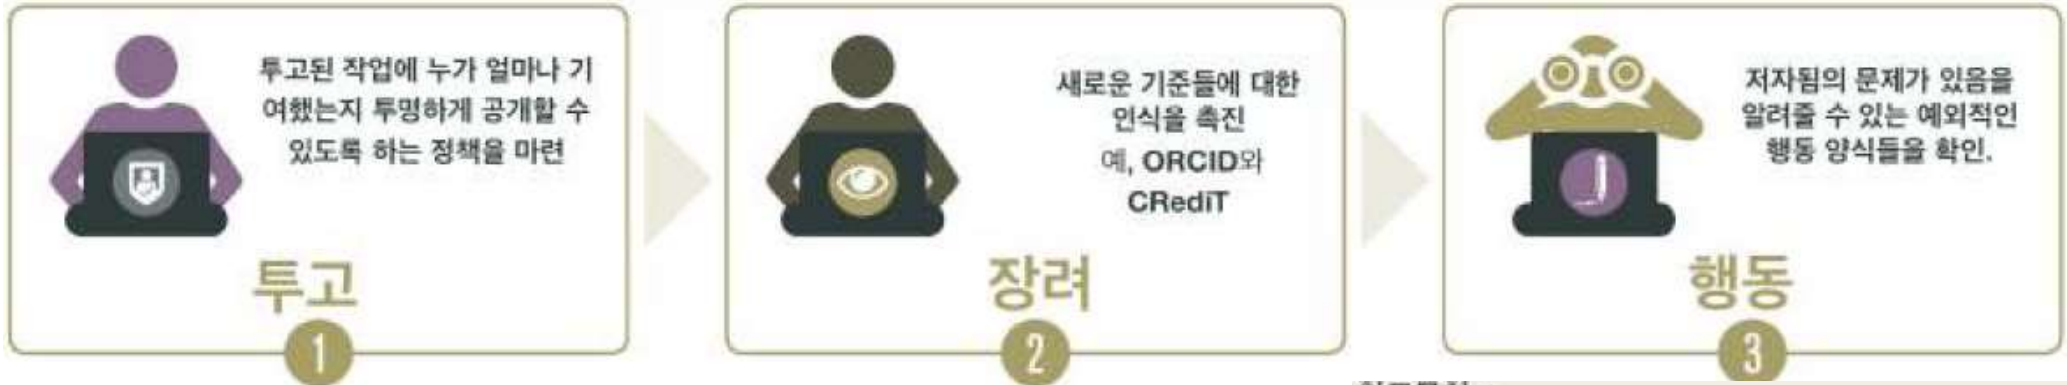 투고된 작업에 누가 얼마나 기
여했는지 투명하게 공개할 수
있도록 하는 정책을 마련
투고
1
새로운 기준들에 대한
인식을 촉진
예, ORCID와
CRediT
장려
2
저자됨의 문제가 있음을
알려줄 수 있는 예외적인
행동 양식들을 확인.
행동
3